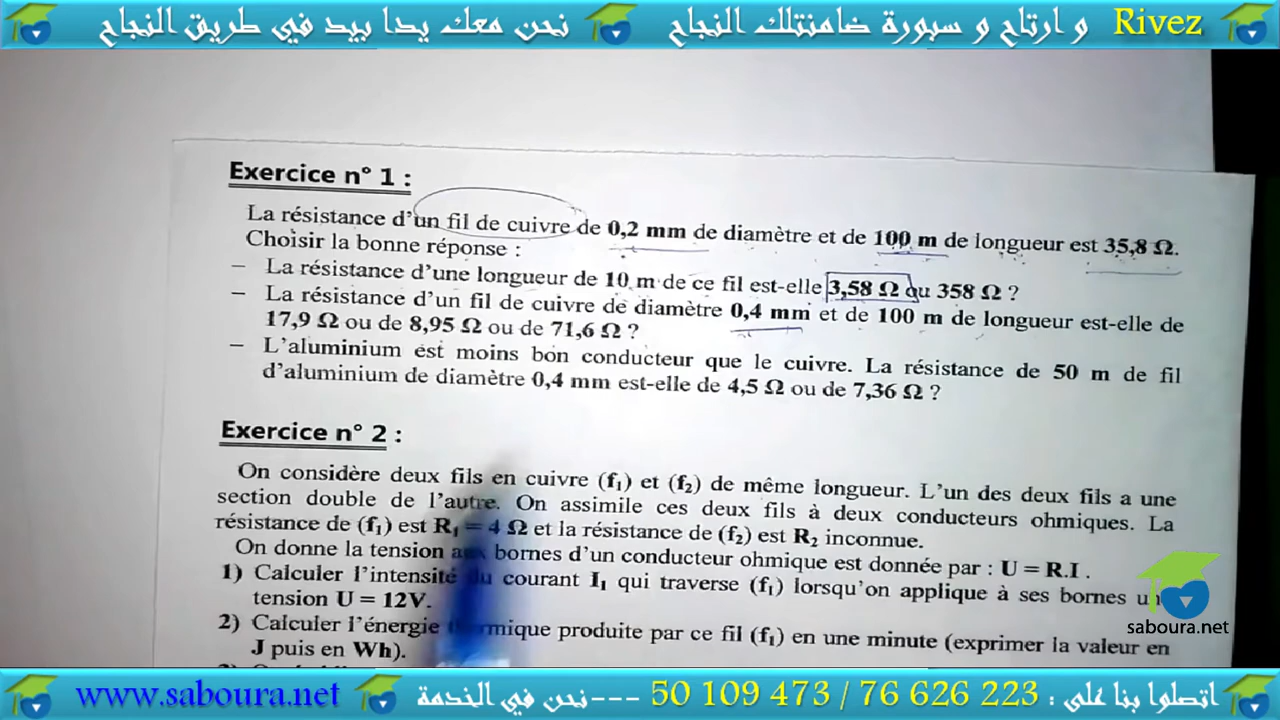 نحن معك يدا بيد في طريق النجاح و ارتاح و سبورة ضامنتلك النجاح Rivez
Exercice n° 1 :
La résistance d'un fil de cuivre de 0,2 mm de diamètre et de 100 m de longueur est 35,8 Ω.
Choisir la bonne réponse :
– La résistance d'une longueur de 10 m de ce fil est-elle 3,58 Ω ou 358 Ω ?
– La résistance d'un fil de cuivre de diamètre 0,4 mm et de 100 m de longueur est-elle de
17,9 Ω ou de 8,95 Ω ou de 71,6 Ω ?
– L'aluminium est moins bon conducteur que le cuivre. La résistance de 50 m de fil
d'aluminium de diamètre 0,4 mm est-elle de 4,5 Ω ou de 7,36 Ω ?
Exercice n° 2 :
On considère deux fils en cuivre (f₁) et (f₂) de même longueur. L'un des deux fils a une
section double de l'autre. On assimile ces deux fils à deux conducteurs ohmiques. La
résistance de (f₁) est R₁ = 4 Ω et la résistance de (f₂) est R₂ inconnue.
On donne la tension aux bornes d'un conducteur ohmique est donnée par : U = R.I .
1) Calculer l'intensité du courant I₁ qui traverse (f₁) lorsqu'on applique à ses bornes un
tension U = 12V.
2) Calculer l'énergie thermique produite par ce fil (f₁) en une minute (exprimer la valeur en
J puis en Wh).
saboura.net
www.saboura.net اتصلوا بنا على : 50 109 473 / 76 626 223 ---نحن في الخدمة